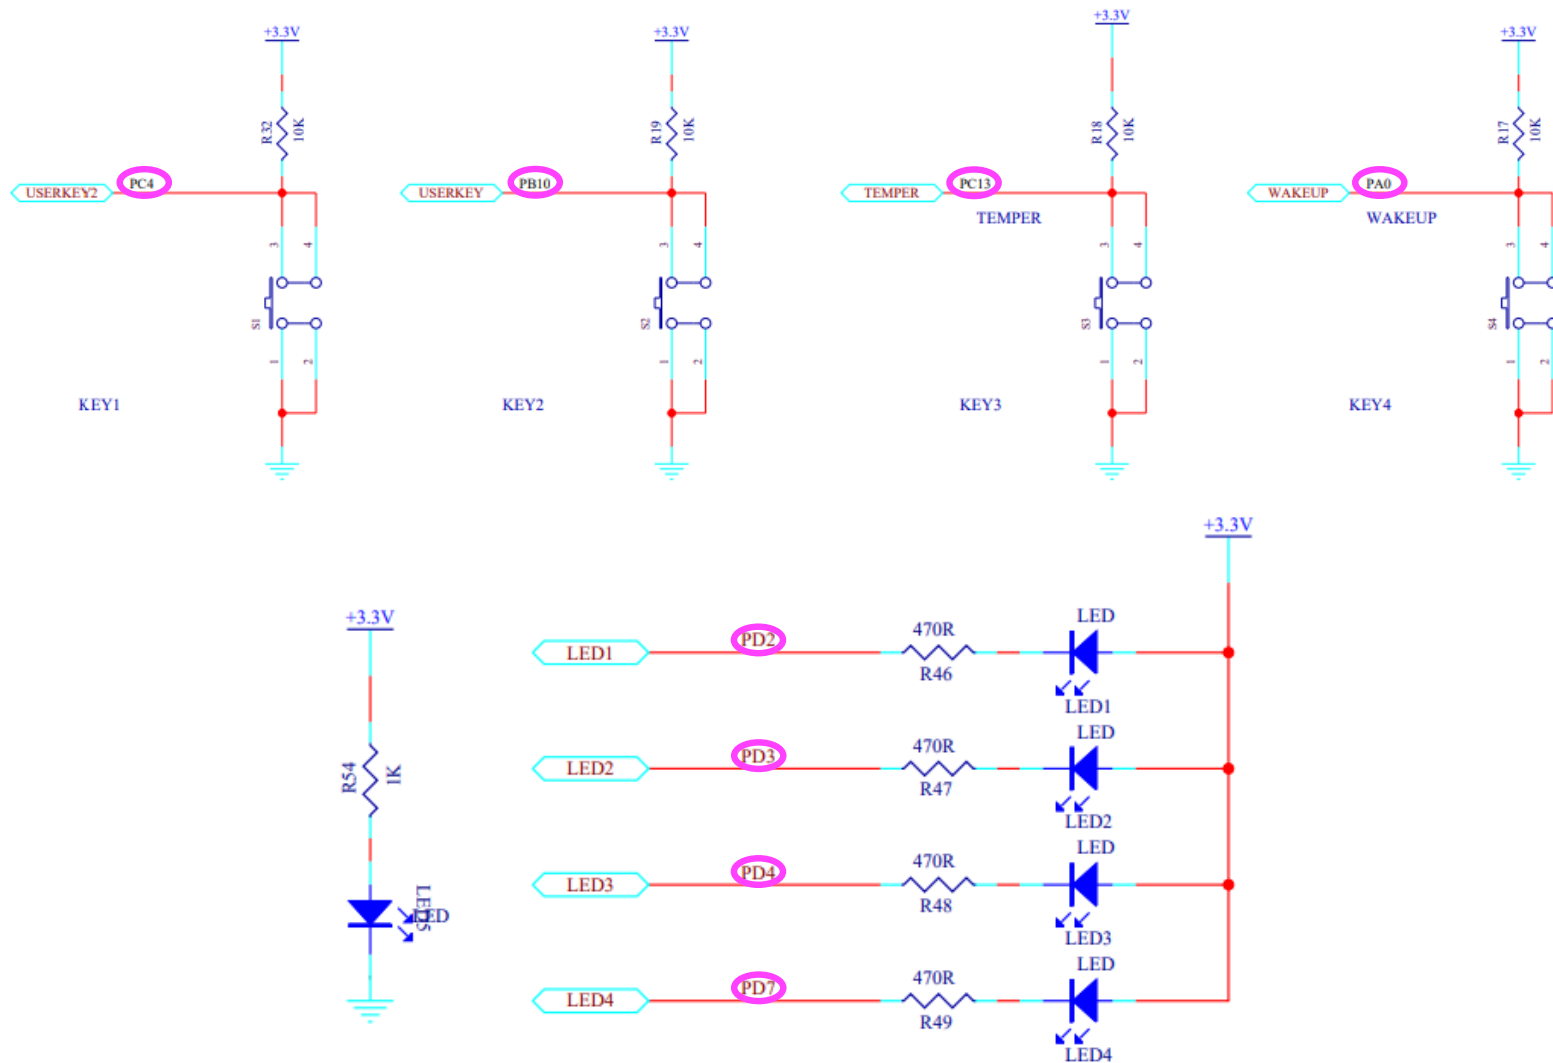 +3.3V
R32
10K
USERKEY2
PC4
3
4
S1
1
2
KEY1
+3.3V
R19
10K
USERKEY
PB10
3
4
S2
1
2
KEY2
+3.3V
R18
10K
TEMPER
PC13
TEMPER
3
4
S3
1
2
KEY3
+3.3V
R17
10K
WAKEUP
PA0
WAKEUP
3
4
S4
1
2
KEY4
+3.3V
R54
1K
LED5
LED
+3.3V
LED1
PD2
470R
R46
LED
LED1
LED2
PD3
470R
R47
LED
LED2
LED3
PD4
470R
R48
LED
LED3
LED4
PD7
470R
R49
LED
LED4